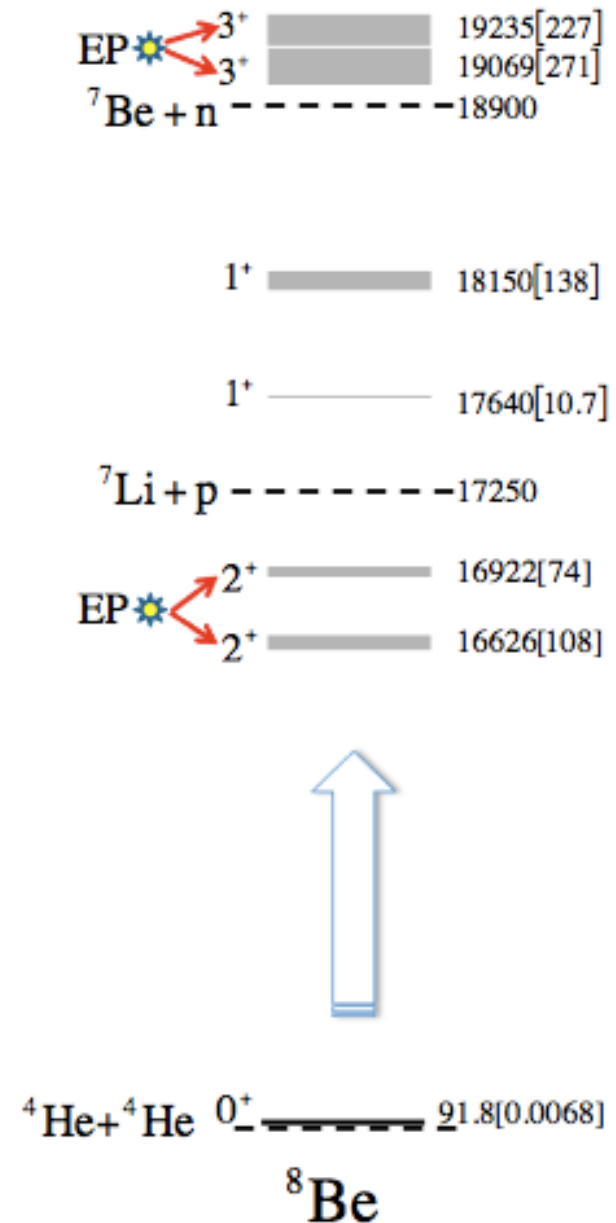 3⁺ 19235[227]
EP
3⁺ 19069[271]
⁷Be + n 18900
1⁺ 18150[138]
1⁺ 17640[10.7]
⁷Li + p 17250
2⁺ 16922[74]
EP
2⁺ 16626[108]
⁴He+⁴He 0⁺ 91.8[0.0068]
⁸Be